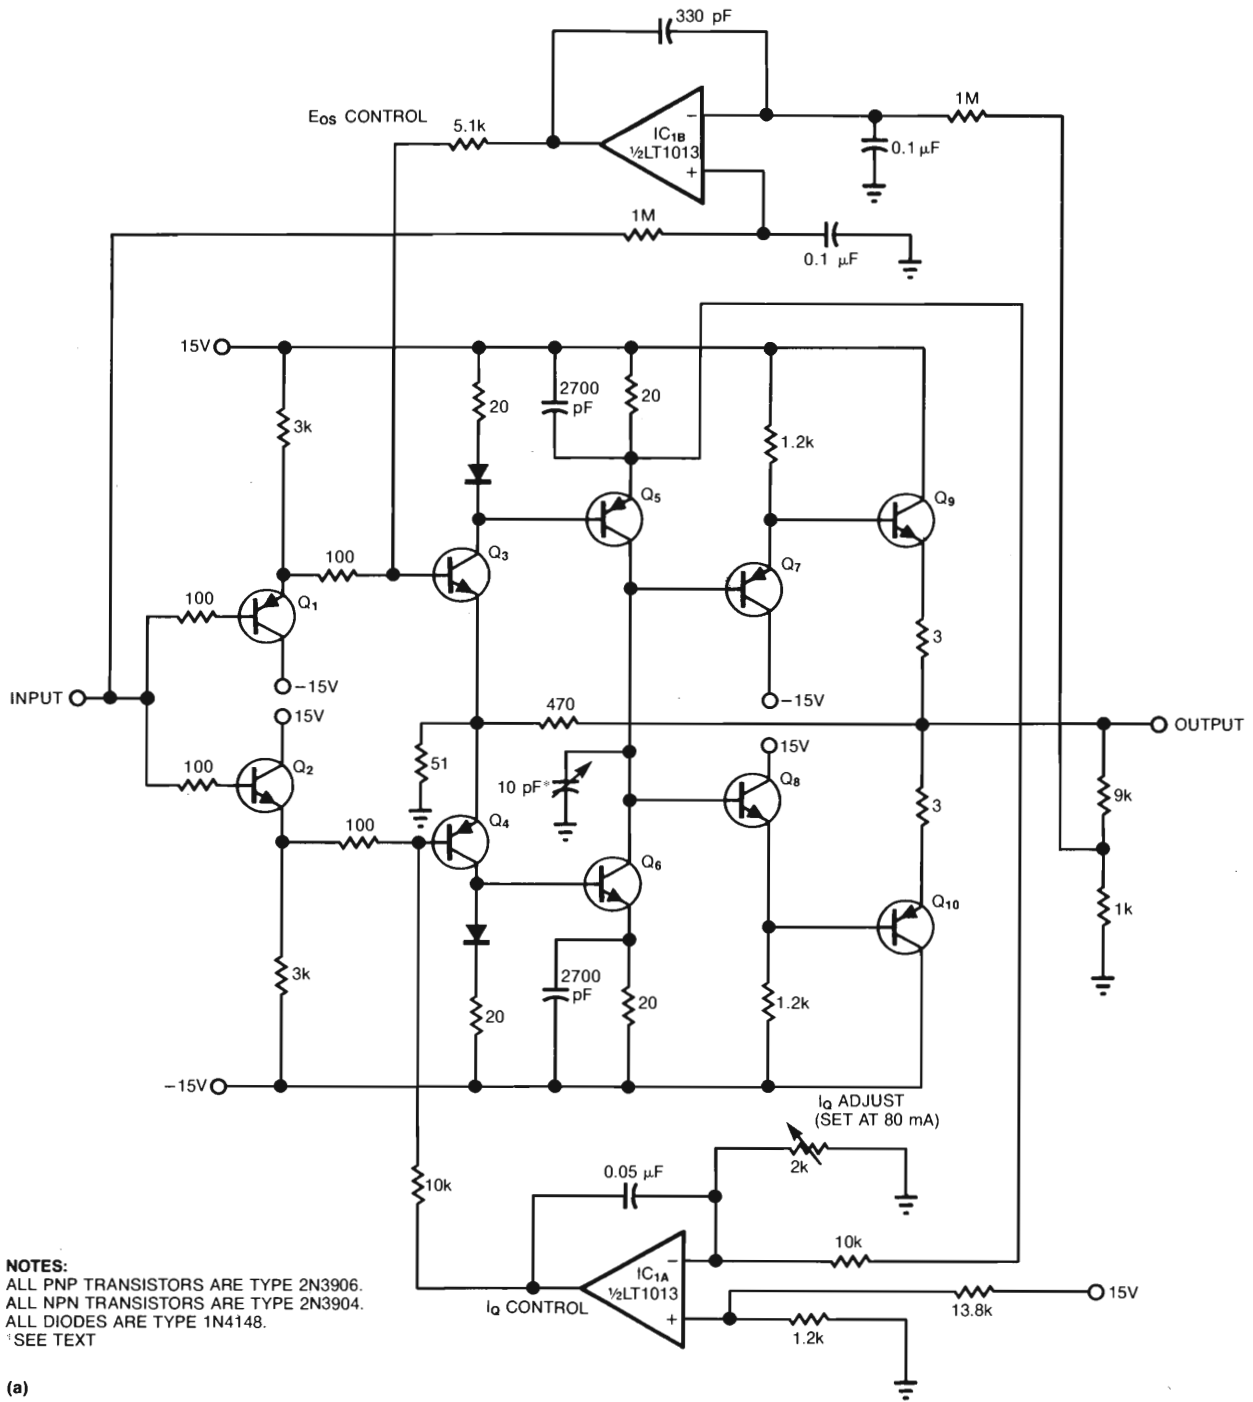 330 pF
EOS CONTROL
5.1k
IC1B
½LT1013
−
+
1M
0.1 µF
1M
0.1 µF
15V
3k
20
2700
pF
20
1.2k
Q9
Q5
100
Q3
Q7
100
Q1
3
−15V
INPUT
15V
−15V
470
OUTPUT
15V
51
10 pF*
100
Q2
Q8
3
9k
100
Q4
Q6
Q10
1k
3k
2700
pF
20
20
1.2k
−15V
IQ ADJUST
(SET AT 80 mA)
2k
0.05 µF
10k
10k
−
IC1A
½LT1013
+
IQ CONTROL
15V
13.8k
1.2k
NOTES:
ALL PNP TRANSISTORS ARE TYPE 2N3906.
ALL NPN TRANSISTORS ARE TYPE 2N3904.
ALL DIODES ARE TYPE 1N4148.
*SEE TEXT
(a)